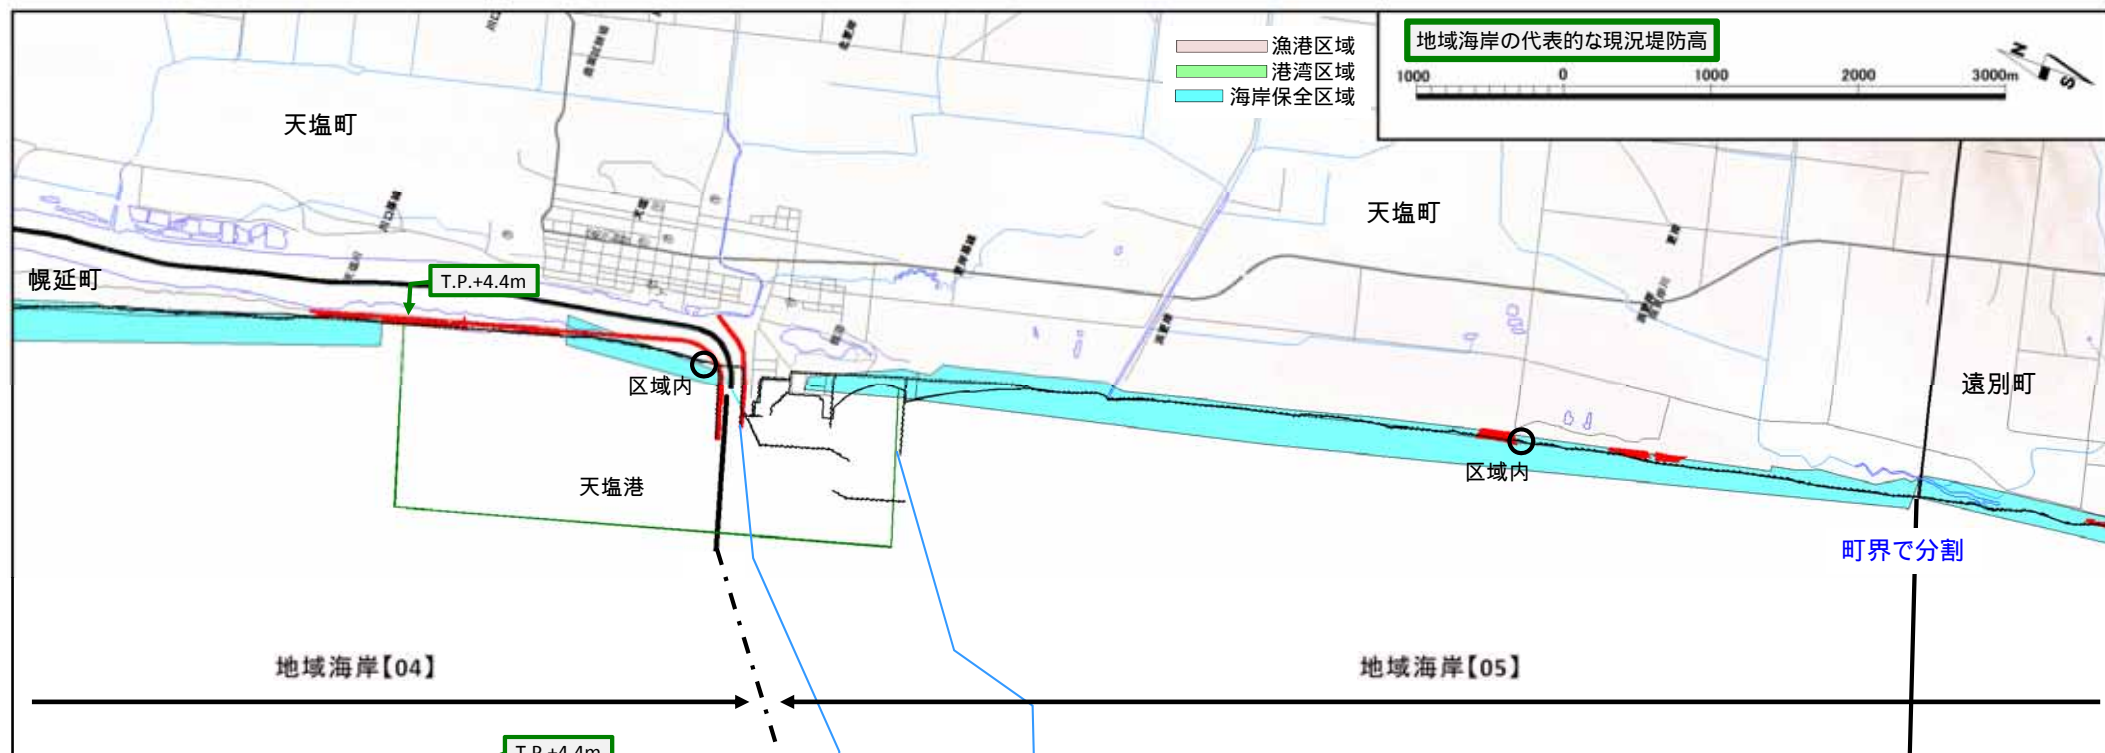 漁港区域
港湾区域
海岸保全区域
地域海岸の代表的な現況堤防高
1000 0 1000 2000 3000m
N
S
天塩町
天塩町
幌延町
T.P.+4.4m
遠別町
区域内
区域内
天塩港
町界で分割
地域海岸【04】
地域海岸【05】
T.P.+4.4m